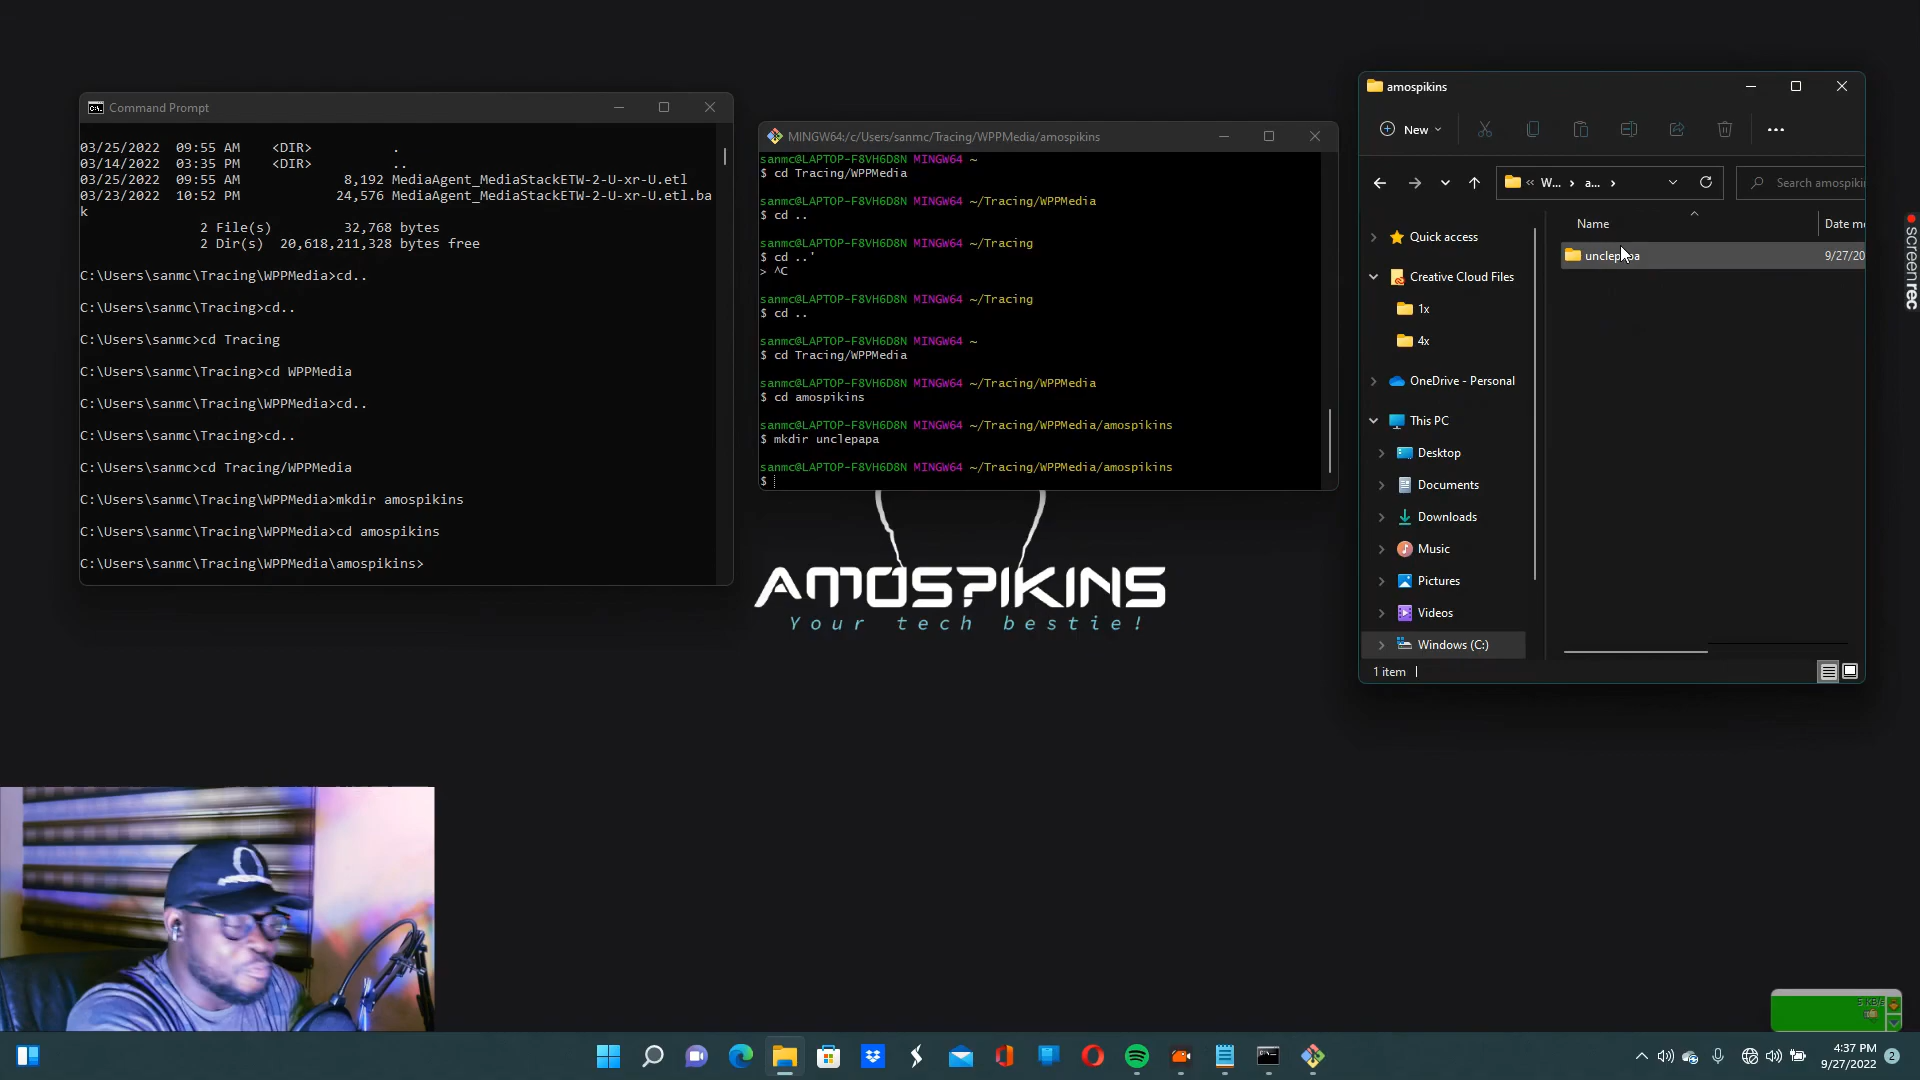 Command Prompt
03/25/2022 09:55 AM <DIR> .
03/14/2022 03:35 PM <DIR> ..
03/25/2022 09:55 AM 8,192 MediaAgent_MediaStackETW-2-U-xr-U.etl
03/23/2022 10:52 PM 24,576 MediaAgent_MediaStackETW-2-U-xr-U.etl.ba
k
2 File(s) 32,768 bytes
2 Dir(s) 20,618,211,328 bytes free
C:\Users\sanmc\Tracing\WPPMedia>cd..
C:\Users\sanmc\Tracing>cd..
C:\Users\sanmc>cd Tracing
C:\Users\sanmc\Tracing>cd WPPMedia
C:\Users\sanmc\Tracing\WPPMedia>cd..
C:\Users\sanmc\Tracing>cd..
C:\Users\sanmc>cd Tracing/WPPMedia
C:\Users\sanmc\Tracing\WPPMedia>mkdir amospikins
C:\Users\sanmc\Tracing\WPPMedia>cd amospikins
C:\Users\sanmc\Tracing\WPPMedia\amospikins>
MINGW64:/c/Users/sanmc/Tracing/WPPMedia/amospikins
sanmc@LAPTOP-F8VH6D8N MINGW64 ~
$ cd Tracing/WPPMedia
sanmc@LAPTOP-F8VH6D8N MINGW64 ~/Tracing/WPPMedia
$ cd ..
sanmc@LAPTOP-F8VH6D8N MINGW64 ~/Tracing
$ cd ..'
> ^C
sanmc@LAPTOP-F8VH6D8N MINGW64 ~/Tracing
$ cd ..
sanmc@LAPTOP-F8VH6D8N MINGW64 ~
$ cd Tracing/WPPMedia
sanmc@LAPTOP-F8VH6D8N MINGW64 ~/Tracing/WPPMedia
$ cd amospikins
sanmc@LAPTOP-F8VH6D8N MINGW64 ~/Tracing/WPPMedia/amospikins
$ mkdir unclepapa
sanmc@LAPTOP-F8VH6D8N MINGW64 ~/Tracing/WPPMedia/amospikins
$
AMOSPIKINS
Your tech bestie!
amospikins
New
« W... > a... >
Search amospikin
Name
Date mo
unclepapa
9/27/20
Quick access
Creative Cloud Files
1x
4x
OneDrive - Personal
This PC
Desktop
Documents
Downloads
Music
Pictures
Videos
Windows (C:)
1 item
screenrec
4:37 PM
9/27/2022
2